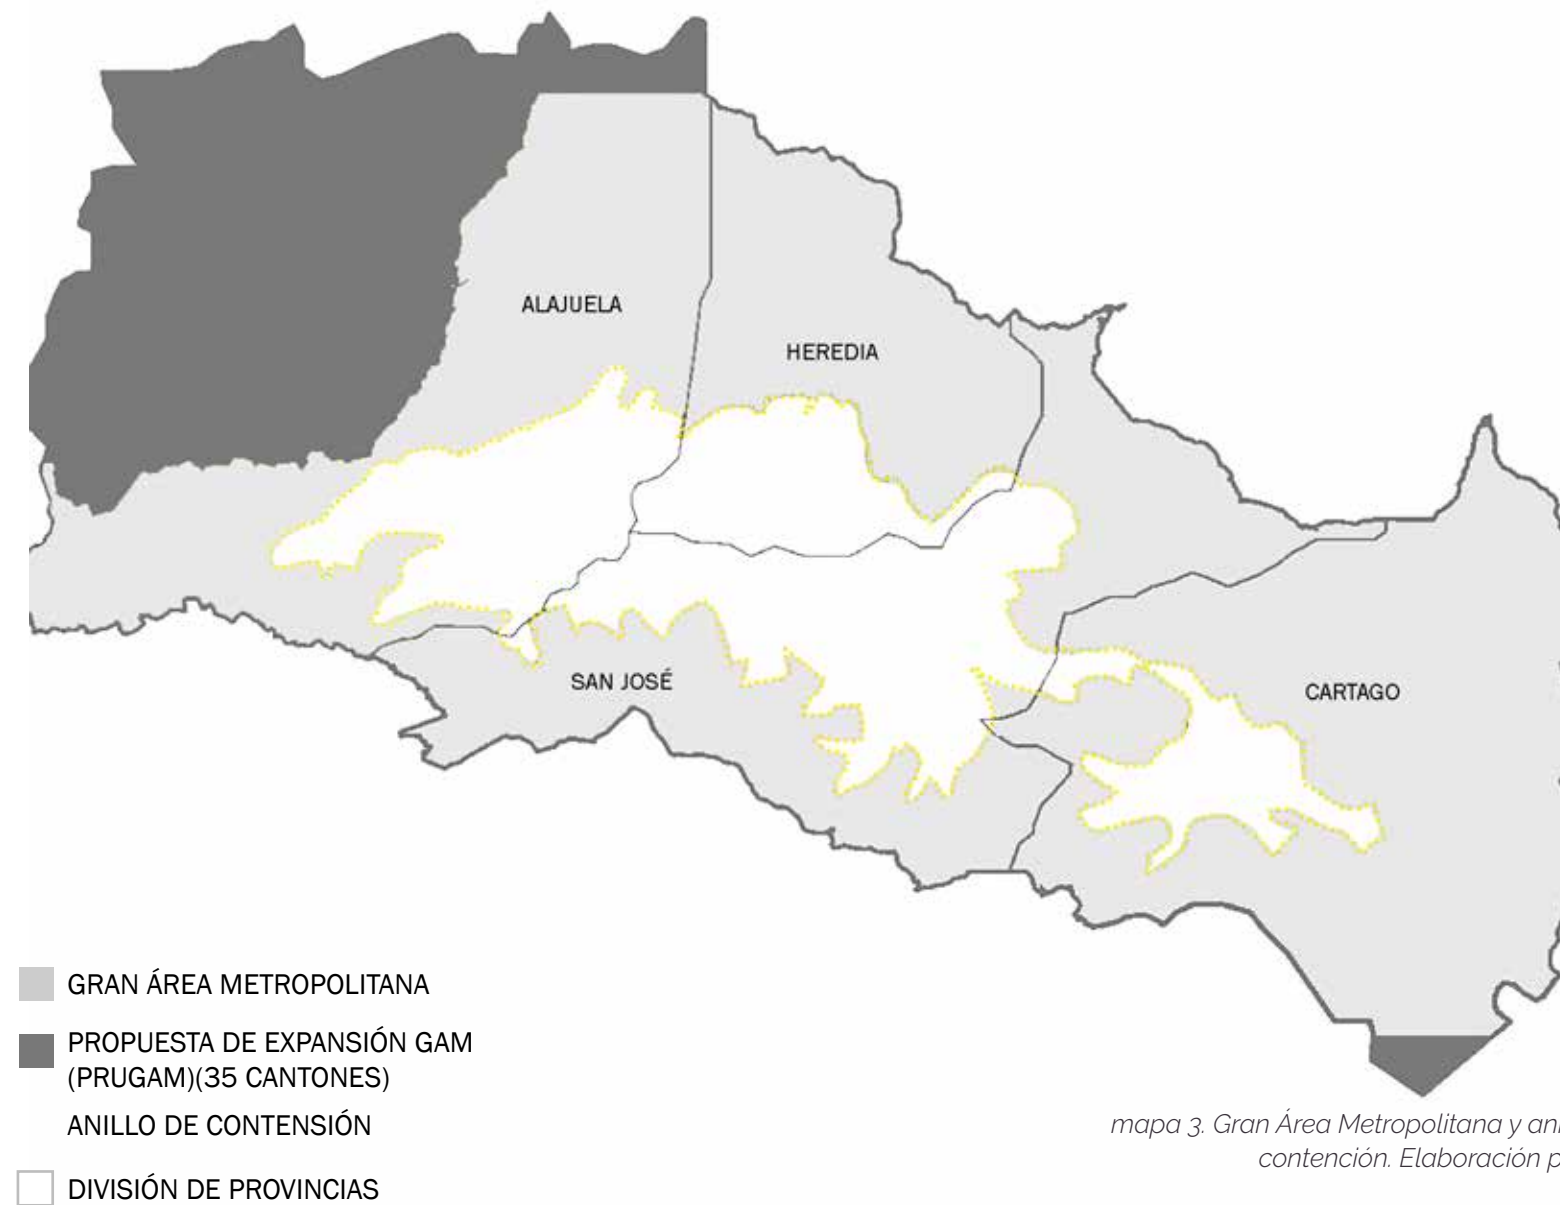 ALAJUELA
HEREDIA
SAN JOSÉ
CARTAGO
GRAN ÁREA METROPOLITANA
PROPUESTA DE EXPANSIÓN GAM
(PRUGAM)(35 CANTONES)
ANILLO DE CONTENSIÓN
DIVISIÓN DE PROVINCIAS
mapa 3. Gran Área Metropolitana y
contención. Elaboración